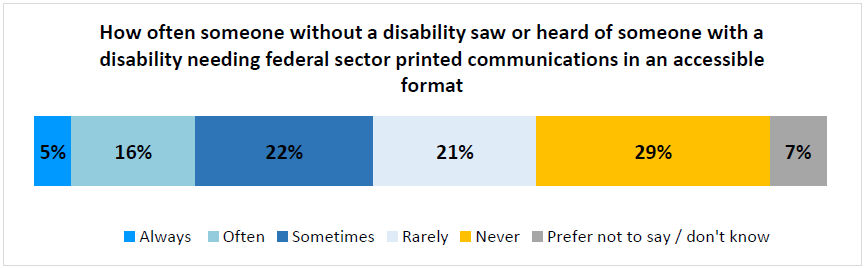 How often someone without a disability saw or heard of someone with a
disability needing federal sector printed communications in an accessible
format
5% 16% 22% 21% 29% 7%
Always Often Sometimes Rarely Never Prefer not to say / don't know